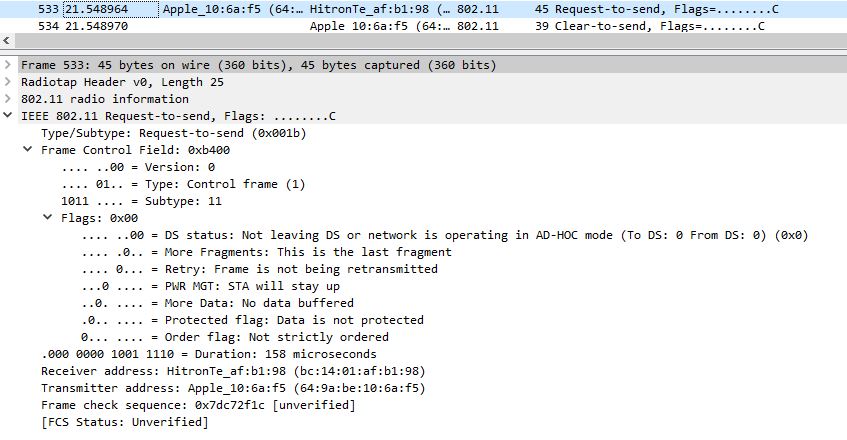 533 21.548964 Apple_10:6a:f5 (64:… HitronTe_af:b1:98 (… 802.11 45 Request-to-send, Flags=........C
534 21.548970 Apple_10:6a:f5 (64:… 802.11 39 Clear-to-send, Flags=........C
Frame 533: 45 bytes on wire (360 bits), 45 bytes captured (360 bits)
Radiotap Header v0, Length 25
802.11 radio information
IEEE 802.11 Request-to-send, Flags: ........C
Type/Subtype: Request-to-send (0x001b)
Frame Control Field: 0xb400
.... ..00 = Version: 0
.... 01.. = Type: Control frame (1)
1011 .... = Subtype: 11
Flags: 0x00
.... ..00 = DS status: Not leaving DS or network is operating in AD-HOC mode (To DS: 0 From DS: 0) (0x0)
.... .0.. = More Fragments: This is the last fragment
.... 0... = Retry: Frame is not being retransmitted
...0 .... = PWR MGT: STA will stay up
..0. .... = More Data: No data buffered
.0.. .... = Protected flag: Data is not protected
0... .... = Order flag: Not strictly ordered
.000 0000 1001 1110 = Duration: 158 microseconds
Receiver address: HitronTe_af:b1:98 (bc:14:01:af:b1:98)
Transmitter address: Apple_10:6a:f5 (64:9a:be:10:6a:f5)
Frame check sequence: 0x7dc72f1c [unverified]
[FCS Status: Unverified]